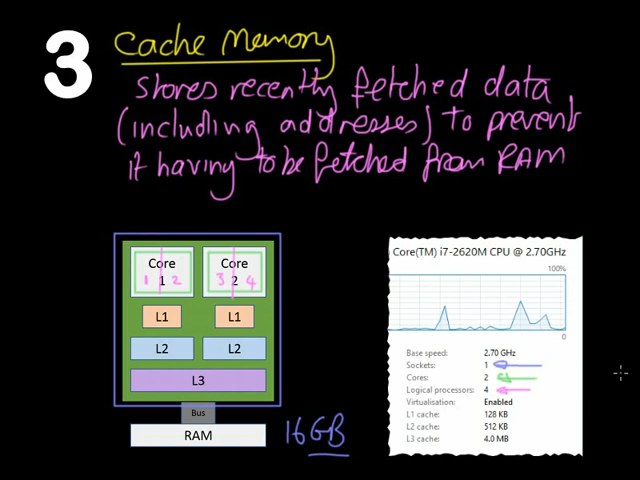 3 Cache Memory
stores recently fetched data
(including addresses) to prevent
it having to be fetched from RAM
Core Core
1 1 2 3 2 4
L1 L1
L2 L2
L3
Bus
RAM
16GB
Core(TM) i7-2620M CPU @ 2.70GHz
100%
0
Base speed: 2.70 GHz
Sockets: 1
Cores: 2
Logical processors: 4
Virtualisation: Enabled
L1 cache: 128 KB
L2 cache: 512 KB
L3 cache: 4.0 MB